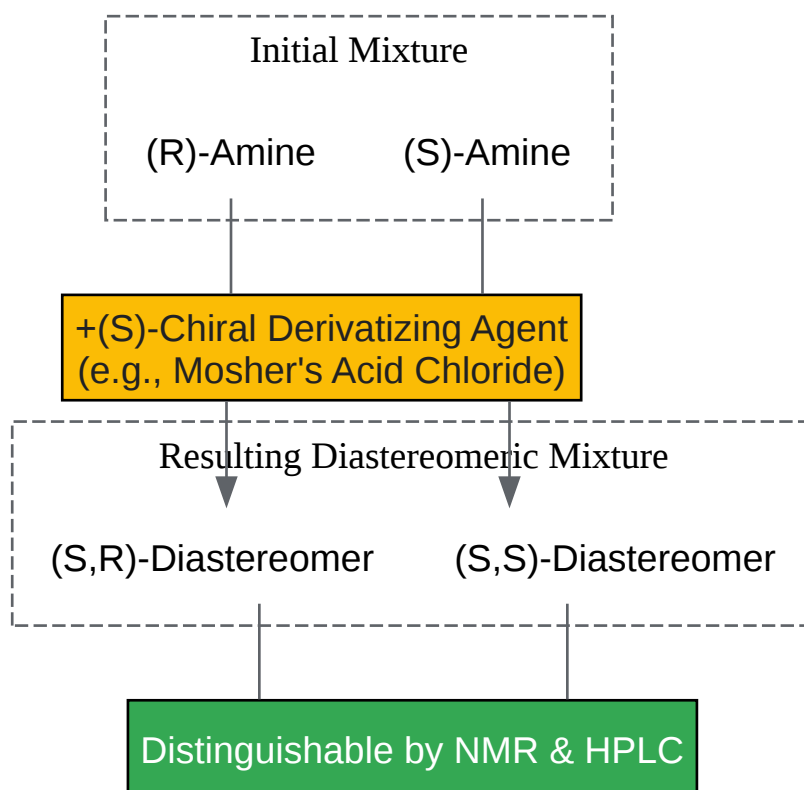 Initial Mixture
(R)-Amine (S)-Amine
+(S)-Chiral Derivatizing Agent
(e.g., Mosher's Acid Chloride)
Resulting Diastereomeric Mixture
(S,R)-Diastereomer (S,S)-Diastereomer
Distinguishable by NMR & HPLC